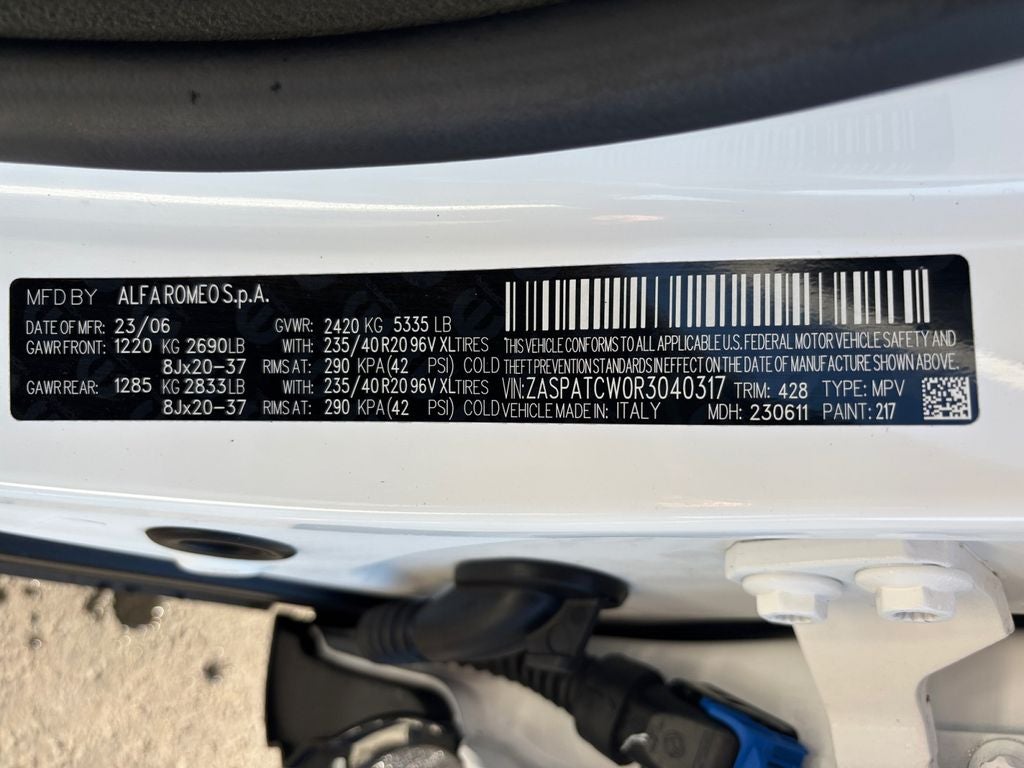 MFD BY ALFA ROMEO S.p.A.
DATE OF MFR: 23/06 GVWR: 2420 KG 5335 LB
GAWR FRONT: 1220 KG 2690LB WITH: 235/40 R20 96V XL TIRES
8Jx20-37 RIMS AT: 290 KPA (42 PSI) COLD
GAWR REAR: 1285 KG 2833LB WITH: 235/40 R20 96V XL TIRES
8Jx20-37 RIMS AT: 290 KPA (42 PSI) COLD
THIS VEHICLE CONFORMS TO ALL APPLICABLE U.S. FEDERAL MOTOR VEHICLE SAFETY AND
THEFT PREVENTION STANDARDS IN EFFECT ON THE DATE OF MANUFACTURE SHOWN ABOVE.
VIN: ZASPATCW0R3040317 TRIM: 428 TYPE: MPV
VEHICLE MADE IN: ITALY MDH: 230611 PAINT: 217